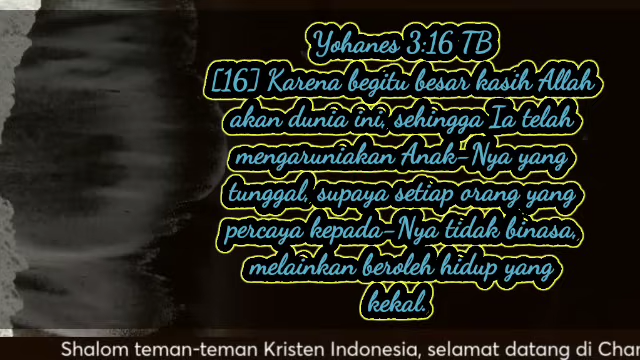 Yohanes 3:16 TB
[16] Karena begitu besar kasih Allah
akan dunia ini, sehingga Ia telah
mengaruniakan Anak-Nya yang
tunggal, supaya setiap orang yang
percaya kepada-Nya tidak binasa,
melainkan beroleh hidup yang
kekal.
Shalom teman-teman Kristen Indonesia, selamat datang di